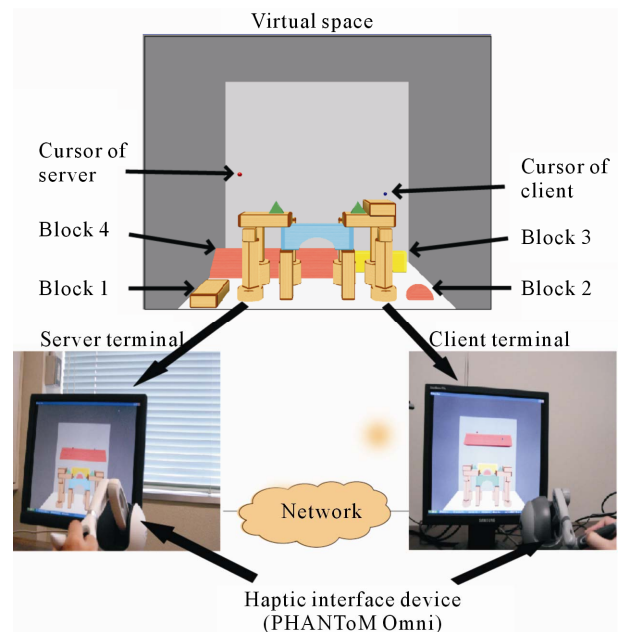 Virtual space
Cursor of
server
Cursor of
client
Block 4
Block 3
Block 1
Block 2
Server terminal
Client terminal
Network
Haptic interface device
(PHANToM Omni)